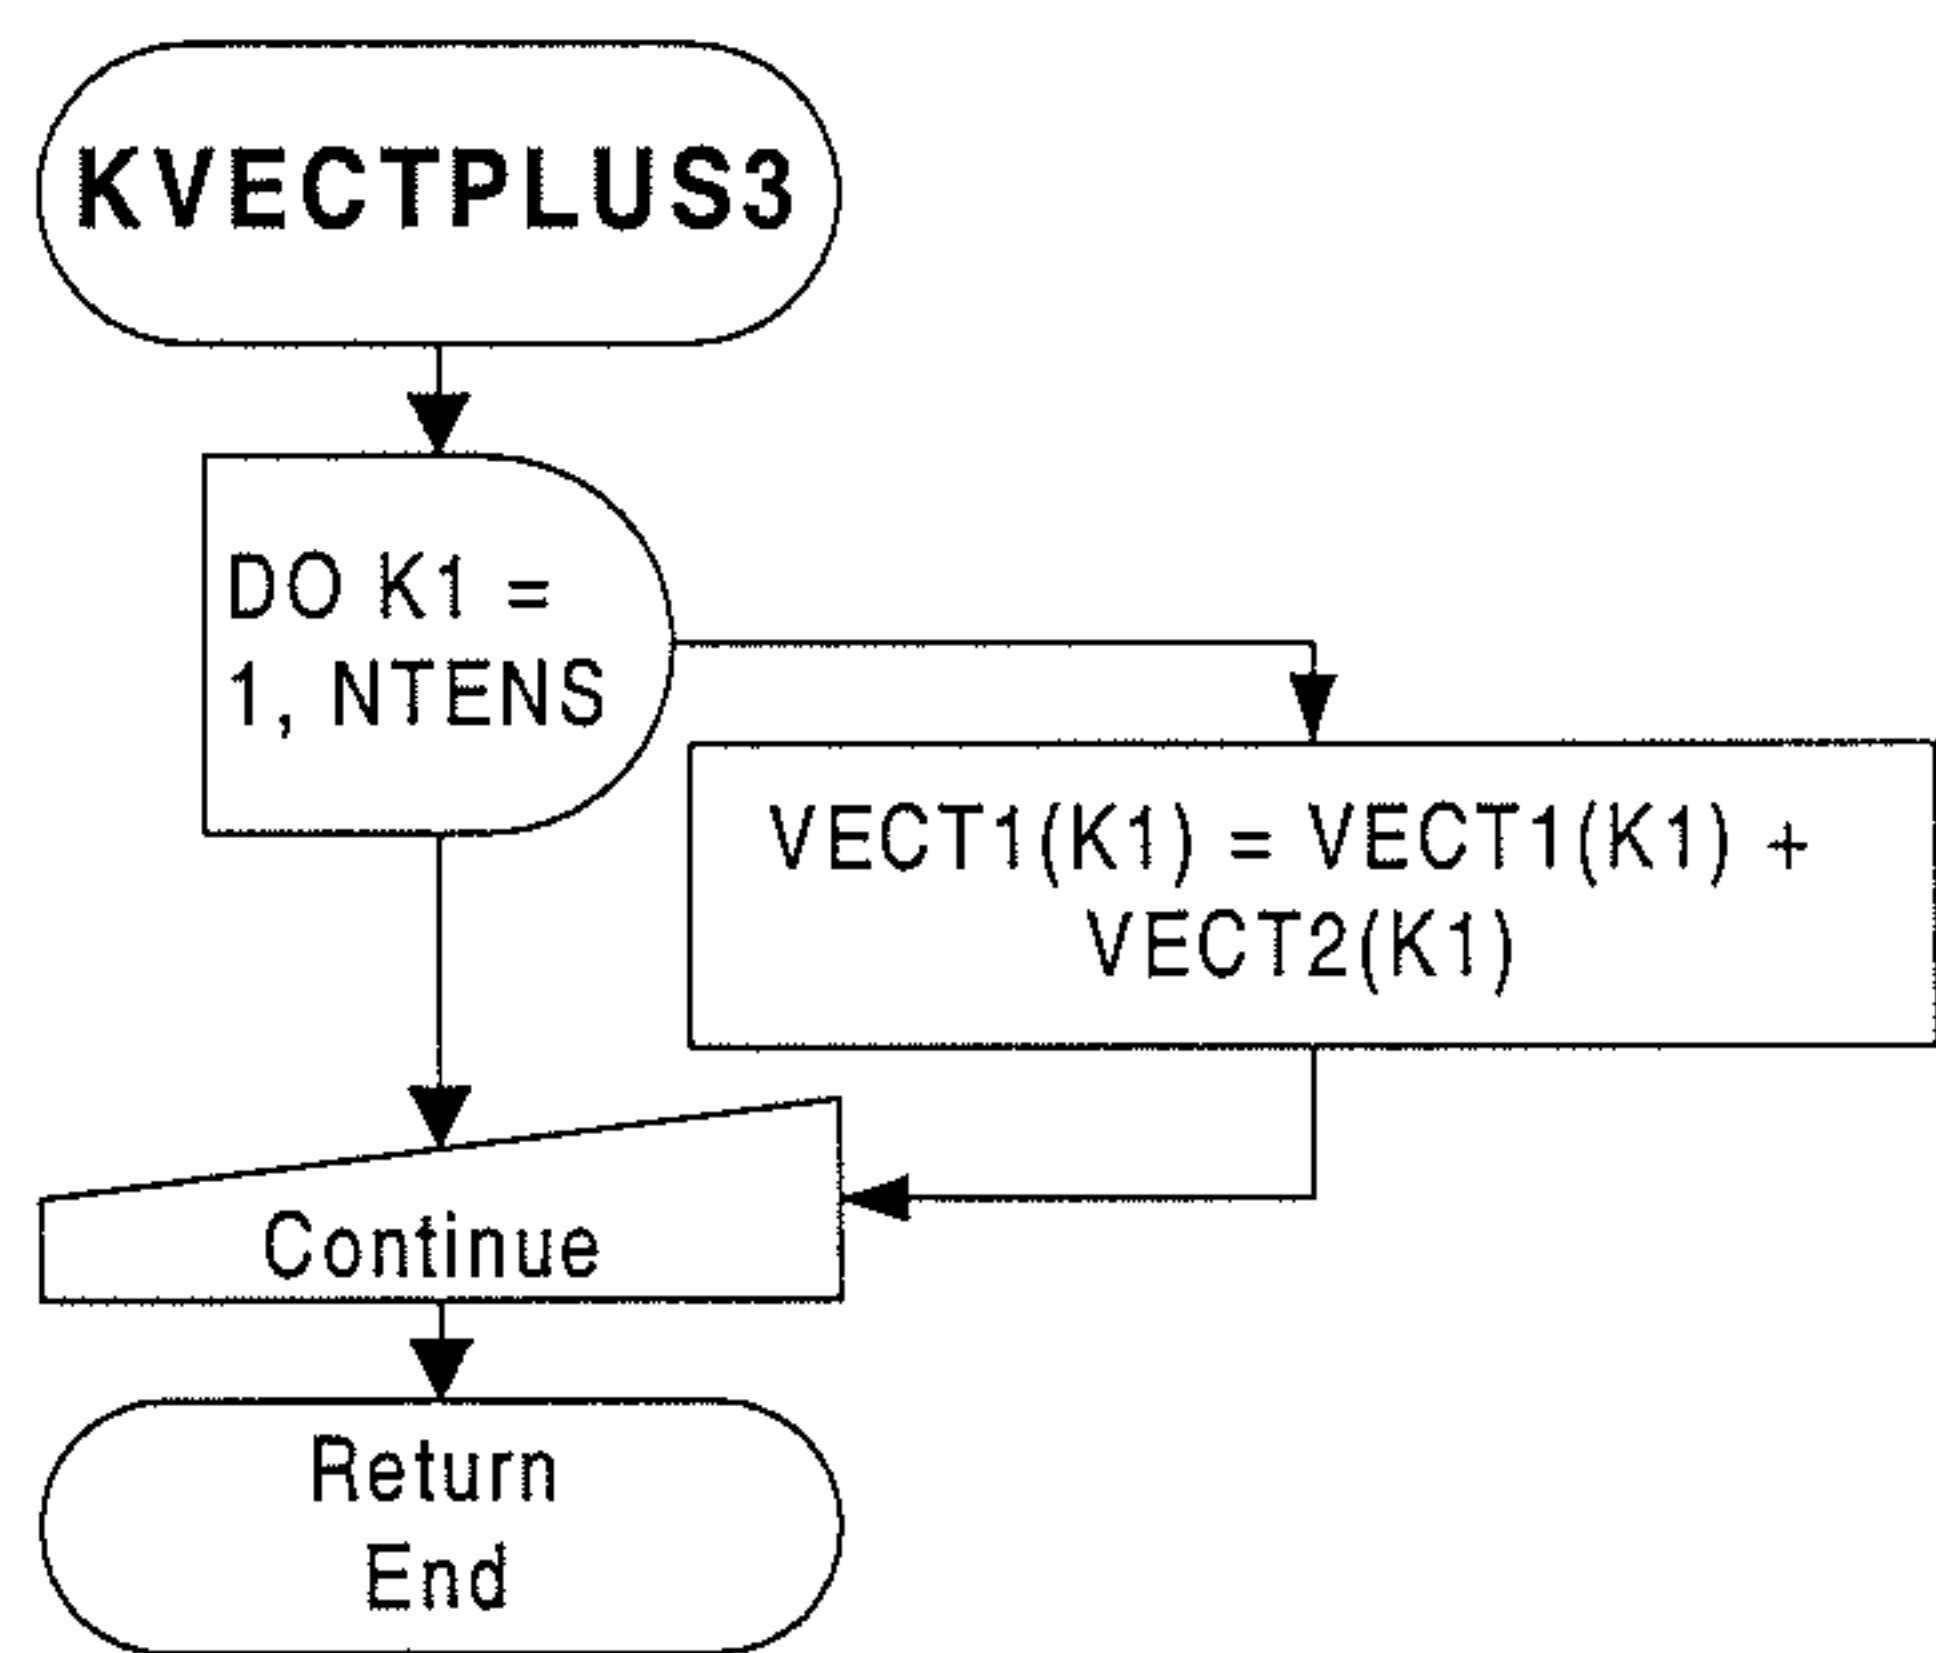 KVECTPLUS3
DO K1 =
1, NTENS
VECT1(K1) = VECT1(K1) +
VECT2(K1)
Continue
Return
End